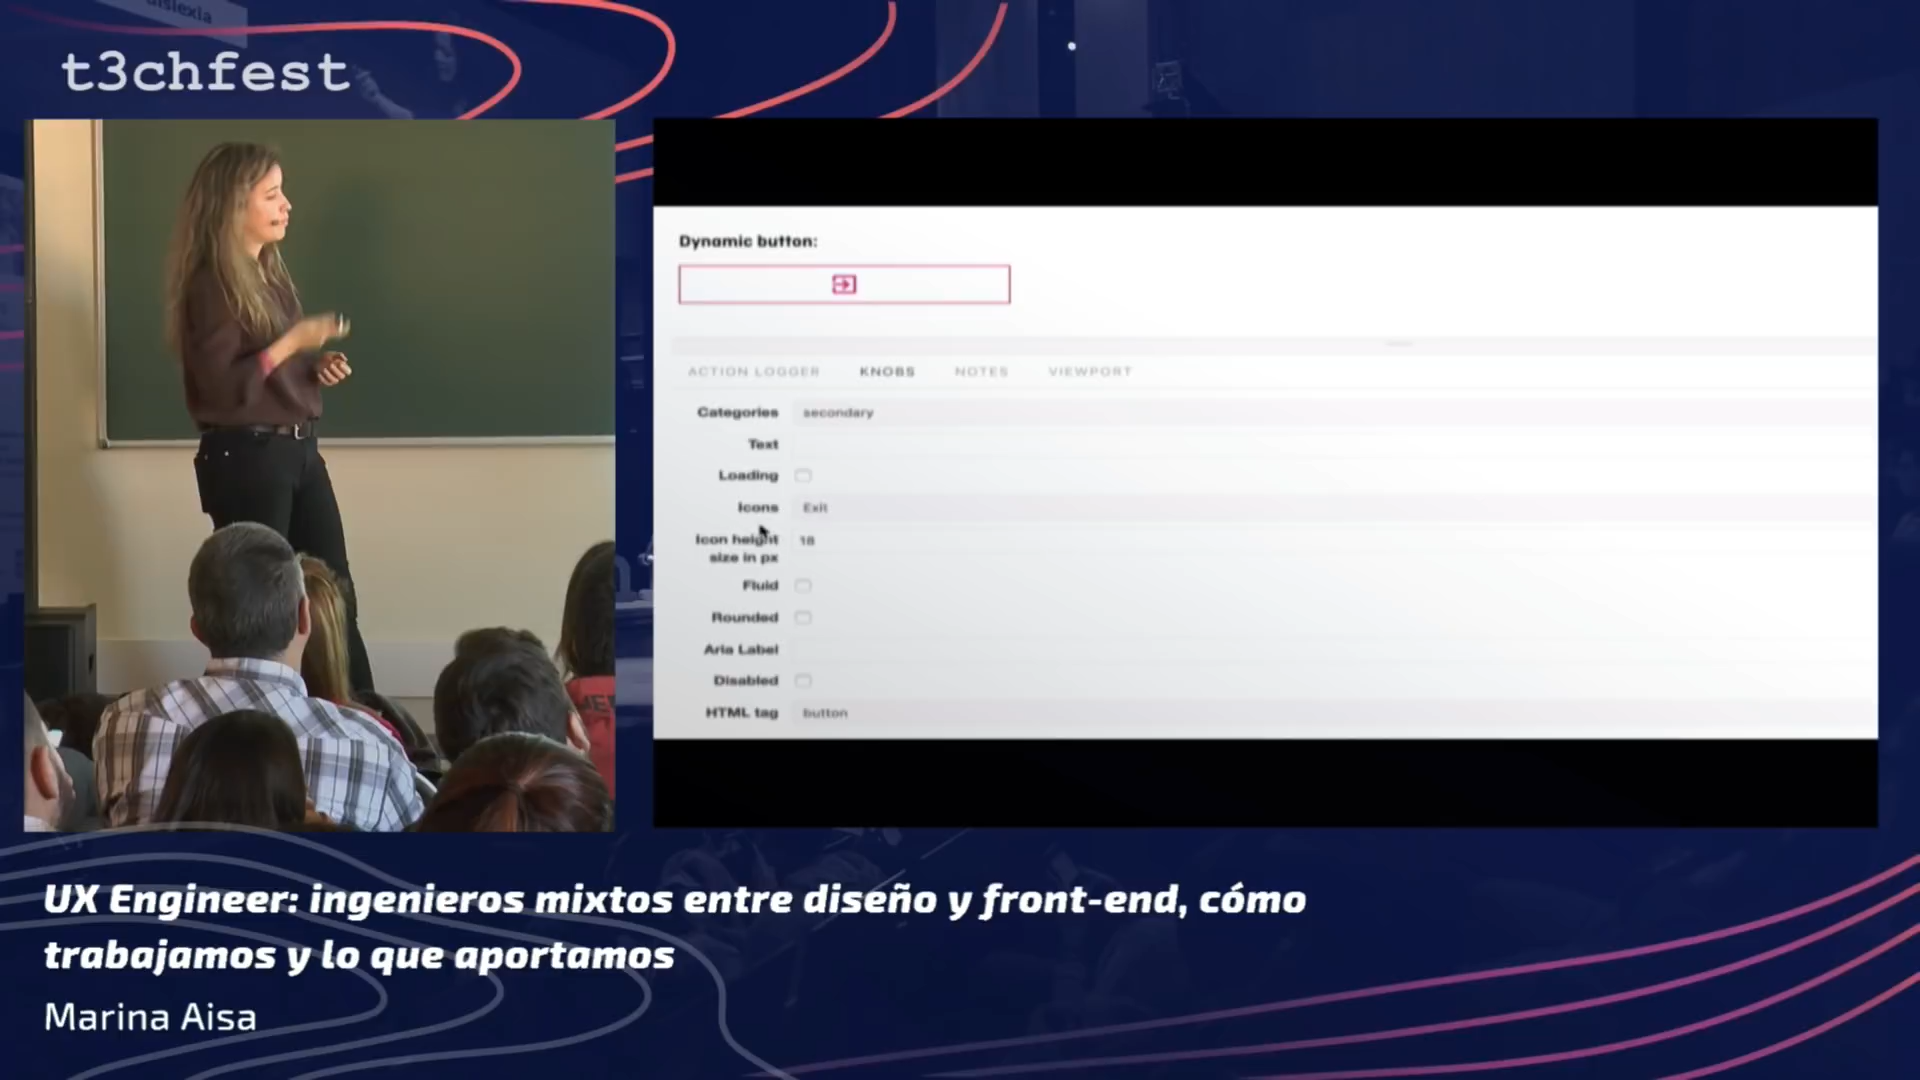 dislexia
t3chfest
Dynamic button:
ACTION LOGGER KNOBS NOTES VIEWPORT
Categories secondary
Text
Loading
Icons Exit
Icon height
size in px 18
Fluid
Rounded
Aria Label
Disabled
HTML tag button
UX Engineer: ingenieros mixtos entre diseño y front-end, cómo
trabajamos y lo que aportamos
Marina Aisa